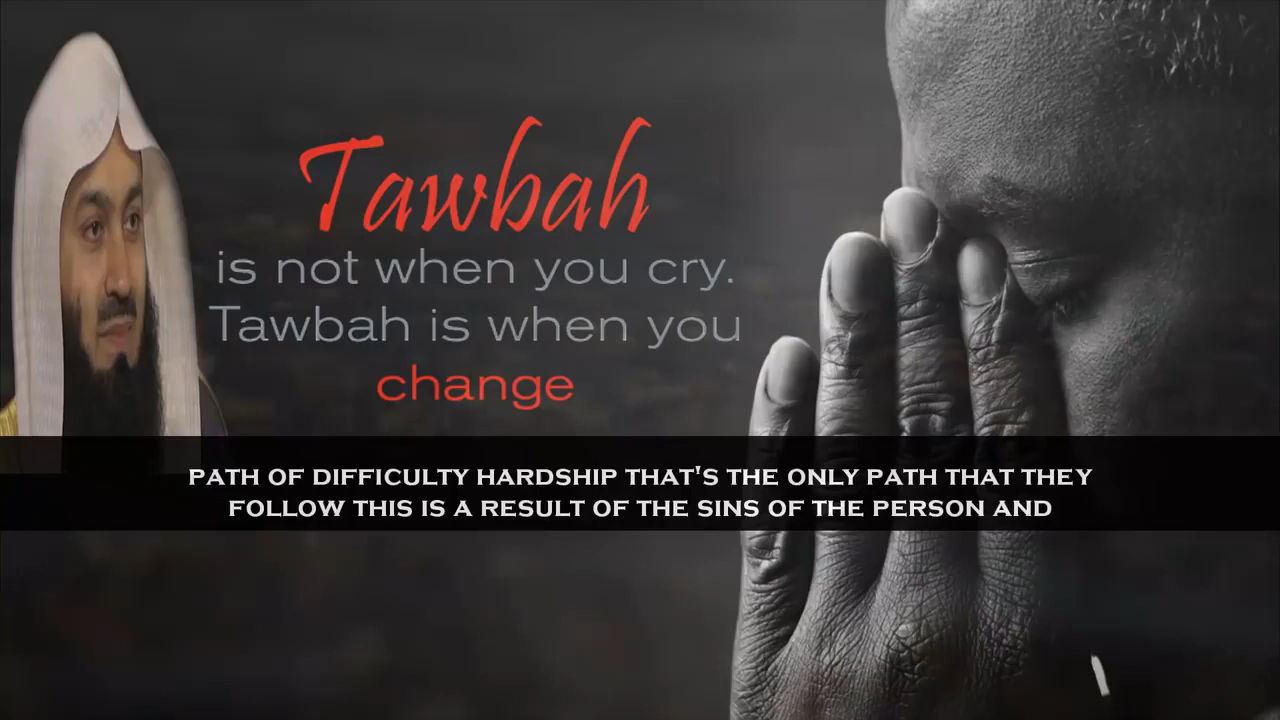 Tawbah
is not when you cry.
Tawbah is when you
change
PATH OF DIFFICULTY HARDSHIP THAT'S THE ONLY PATH THAT THEY
FOLLOW THIS IS A RESULT OF THE SINS OF THE PERSON AND